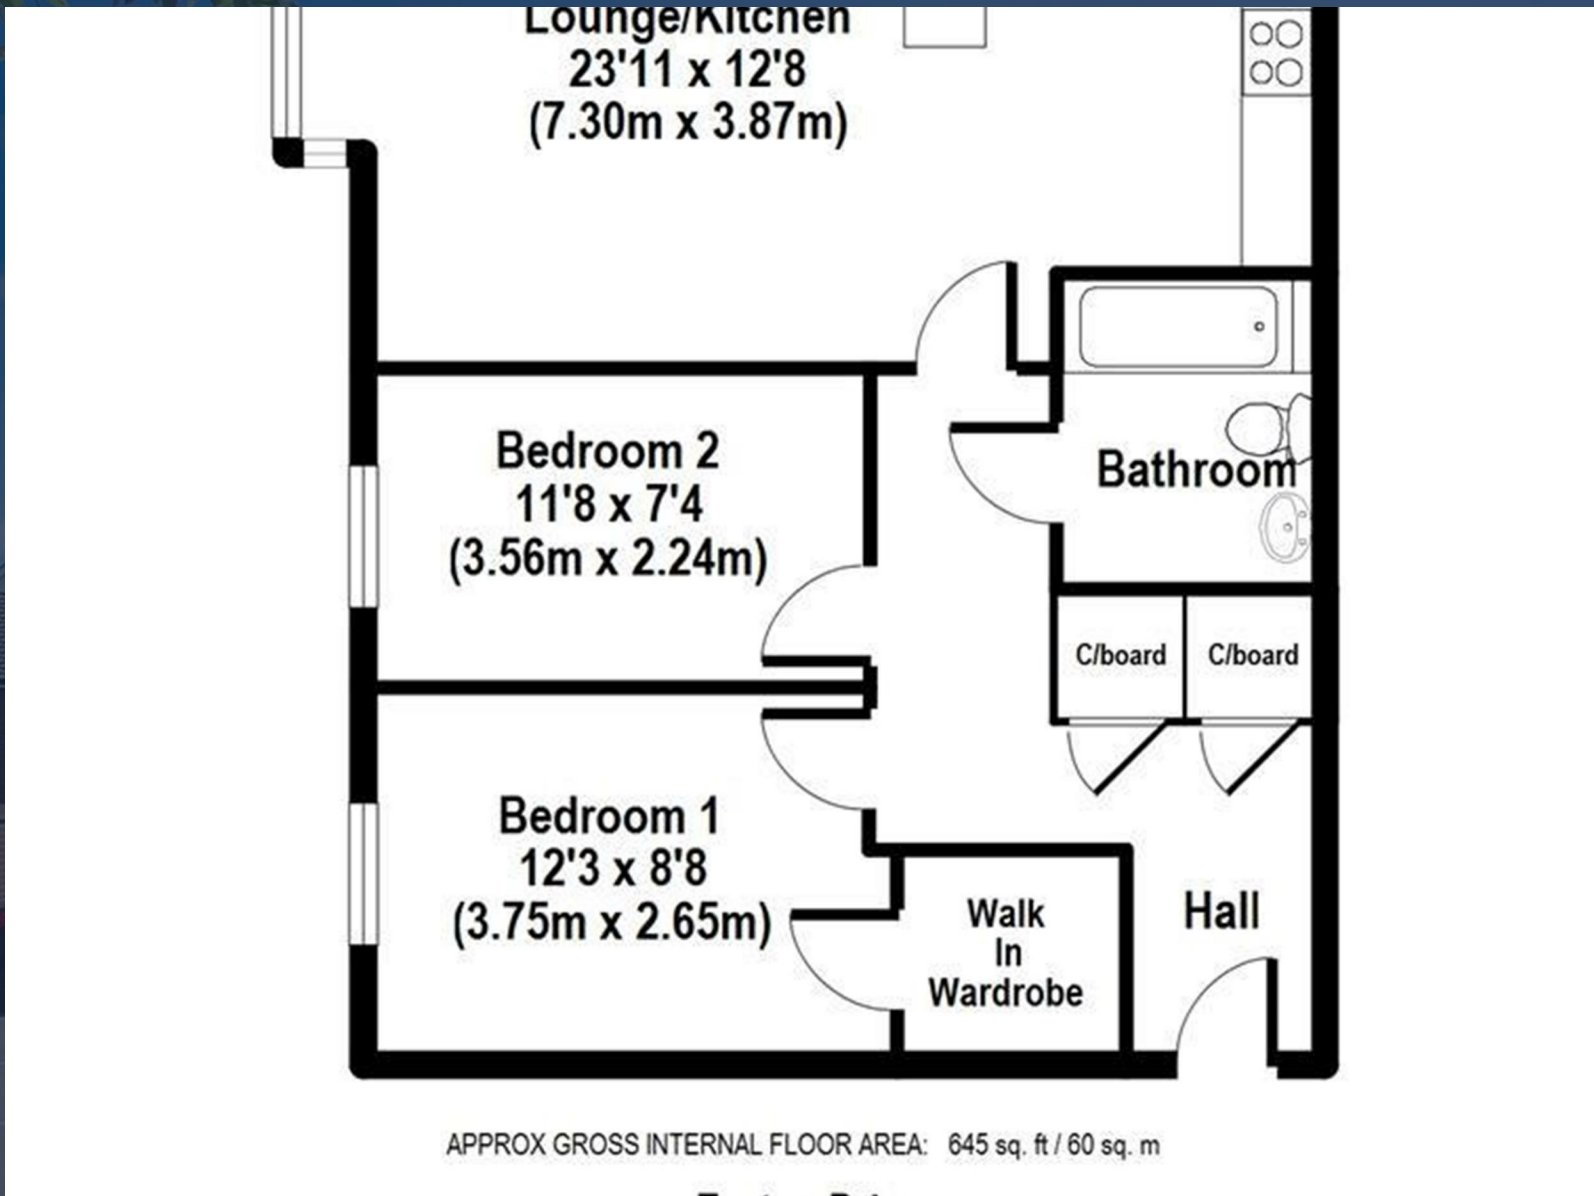 Lounge/Kitchen
23'11 x 12'8
(7.30m x 3.87m)
Bedroom 2
11'8 x 7'4
(3.56m x 2.24m)
Bathroom
C/board
C/board
Bedroom 1
12'3 x 8'8
(3.75m x 2.65m)
Walk
In
Wardrobe
Hall
APPROX GROSS INTERNAL FLOOR AREA: 645 sq. ft / 60 sq. m